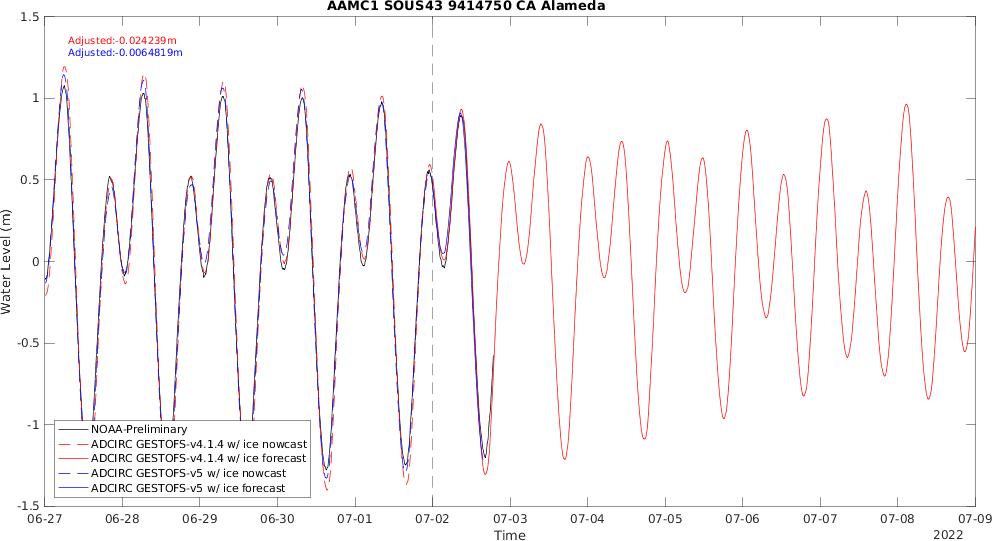 AAMC1 SOUS43 9414750 CA Alameda
1.5
Adjusted:-0.024239m
Adjusted:-0.0064819m
1
0.5
0
-0.5
-1
-1.5
Water Level (m)
NOAA-Preliminary
ADCIRC GESTOFS-v4.1.4 w/ ice nowcast
ADCIRC GESTOFS-v4.1.4 w/ ice forecast
ADCIRC GESTOFS-v5 w/ ice nowcast
ADCIRC GESTOFS-v5 w/ ice forecast
06-27 06-28 06-29 06-30 07-01 07-02 07-03 07-04 07-05 07-06 07-07 07-08 07-09
Time
2022